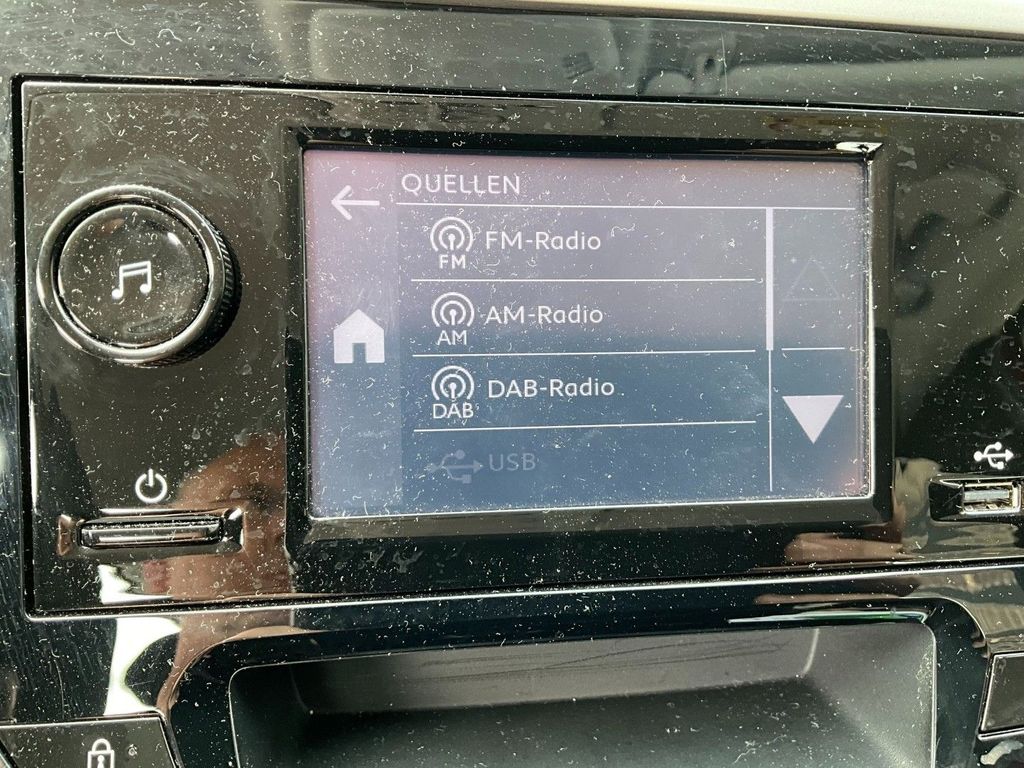 QUELLEN
FM-Radio
FM
AM-Radio
AM
DAB-Radio
DAB
USB